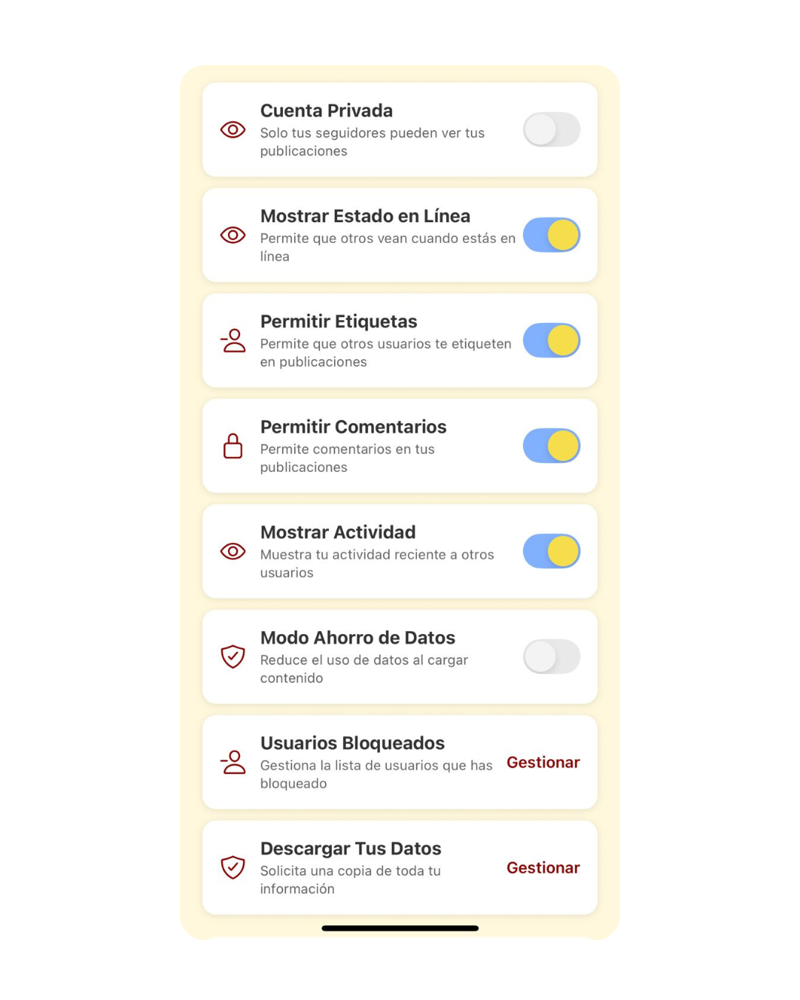 Cuenta Privada
Solo tus seguidores pueden ver tus
publicaciones
Mostrar Estado en Línea
Permite que otros vean cuando estás en
línea
Permitir Etiquetas
Permite que otros usuarios te etiqueten
en publicaciones
Permitir Comentarios
Permite comentarios en tus
publicaciones
Mostrar Actividad
Muestra tu actividad reciente a otros
usuarios
Modo Ahorro de Datos
Reduce el uso de datos al cargar
contenido
Usuarios Bloqueados
Gestiona la lista de usuarios que has
bloqueado
Gestionar
Descargar Tus Datos
Solicita una copia de toda tu
información
Gestionar